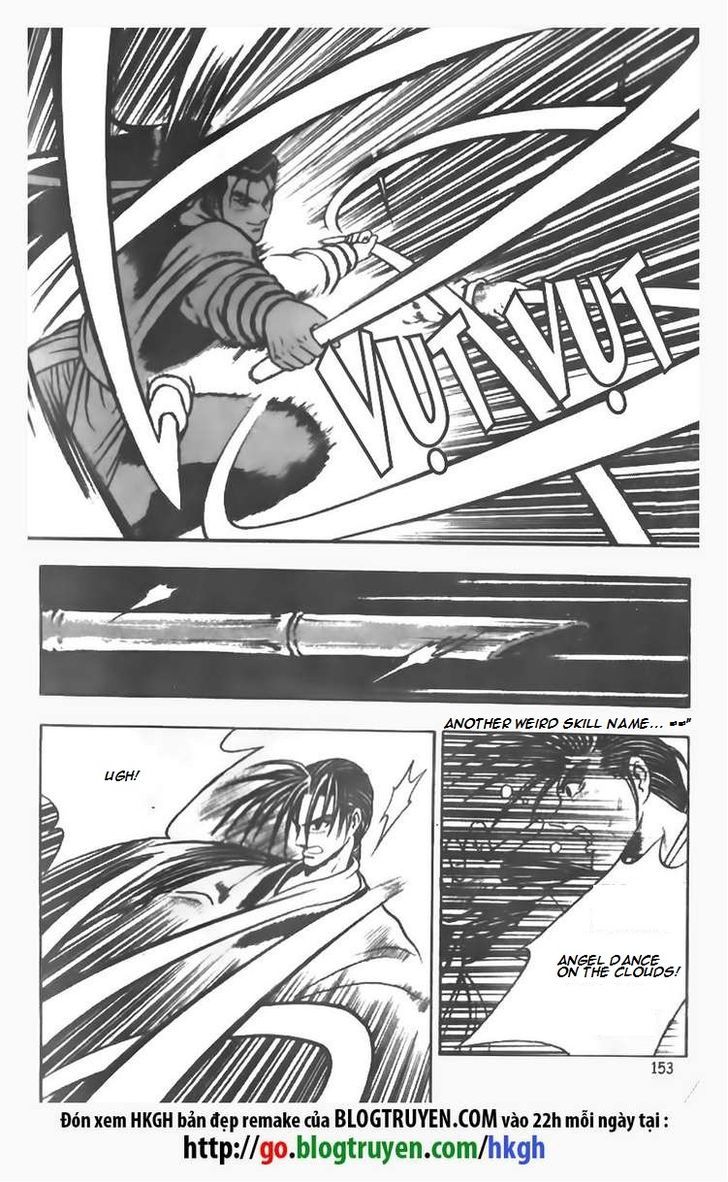 VỤT VỤT
ANOTHER WEIRD SKILL NAME... ==''
UGH!
ANGEL DANCE
ON THE CLOUDS!
153
Đón xem HKGH bản đẹp remake của BLOGTRUYEN.COM vào 22h mỗi ngày tại :
http://go.blogtruyen.com/hkgh